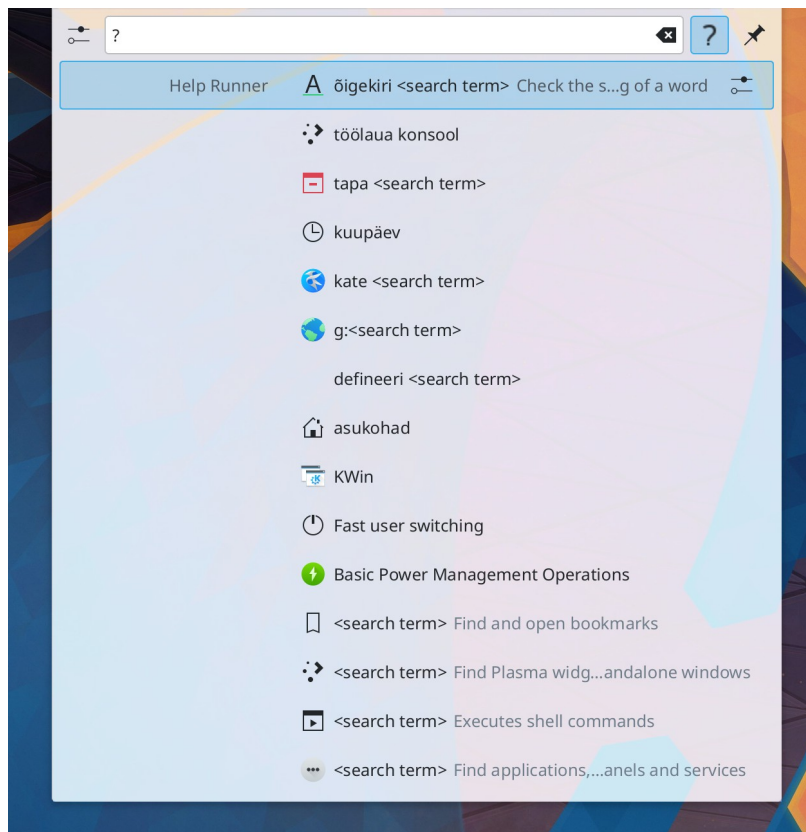 ?
?
Help Runner õigekiri <search term> Check the s...g of a word
töölaua konsool
tapa <search term>
kuupäev
kate <search term>
g:<search term>
defineeri <search term>
asukohad
KWin
Fast user switching
Basic Power Management Operations
<search term> Find and open bookmarks
<search term> Find Plasma widg...andalone windows
<search term> Executes shell commands
<search term> Find applications,...anels and services